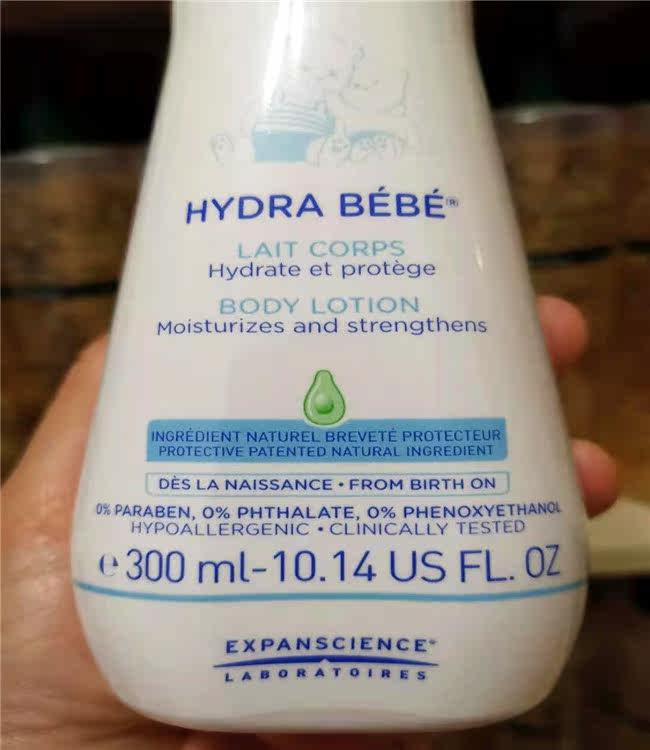 HYDRA BÉBÉ®
LAIT CORPS
Hydrate et protège
BODY LOTION
Moisturizes and strengthens
INGRÉDIENT NATUREL BREVETÉ PROTECTEUR
PROTECTIVE PATENTED NATURAL INGREDIENT
DÈS LA NAISSANCE • FROM BIRTH ON
0% PARABEN, 0% PHTHALATE, 0% PHENOXYETHANOL
HYPOALLERGENIC • CLINICALLY TESTED
℮ 300 ml-10.14 US FL. OZ
EXPANSCIENCE®
LABORATOIRES